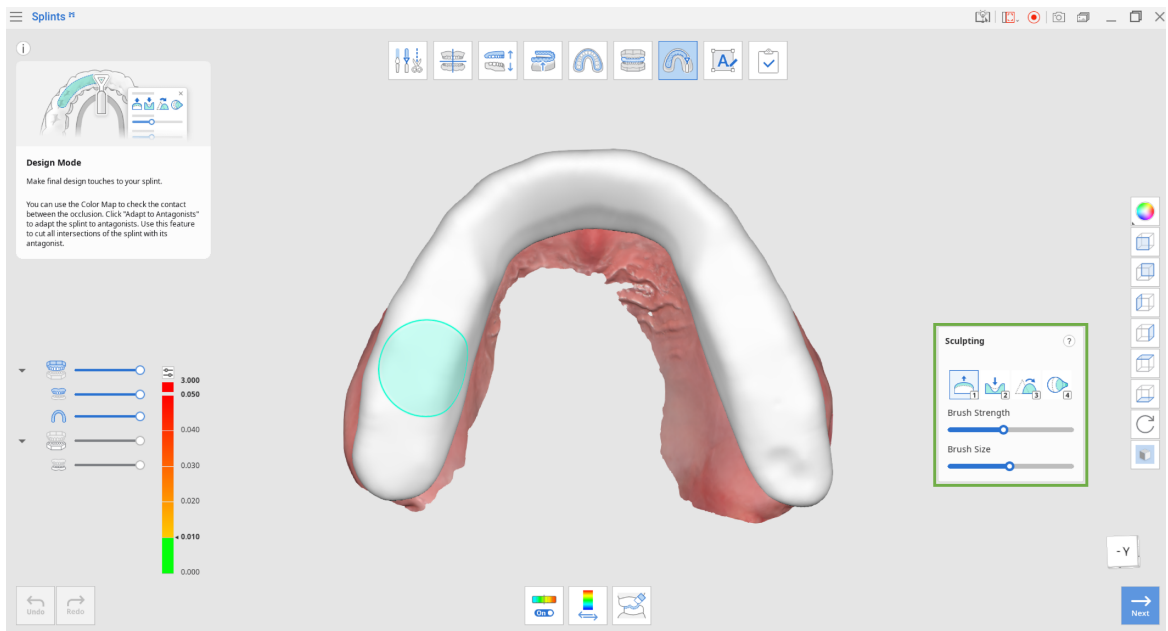 Splints
i
Design Mode
Make final design touches to your splint.
You can use the Color Map to check the contact
between the occlusion. Click "Adapt to Antagonists"
to adapt the splint to antagonists. Use this feature
to cut all intersections of the splint with its
antagonist.
A
Sculpting
?
1
2
3
4
Brush Strength
Brush Size
3.000
0.050
0.040
0.030
0.020
0.010
0.000
- Y
Undo
Redo
On
Next